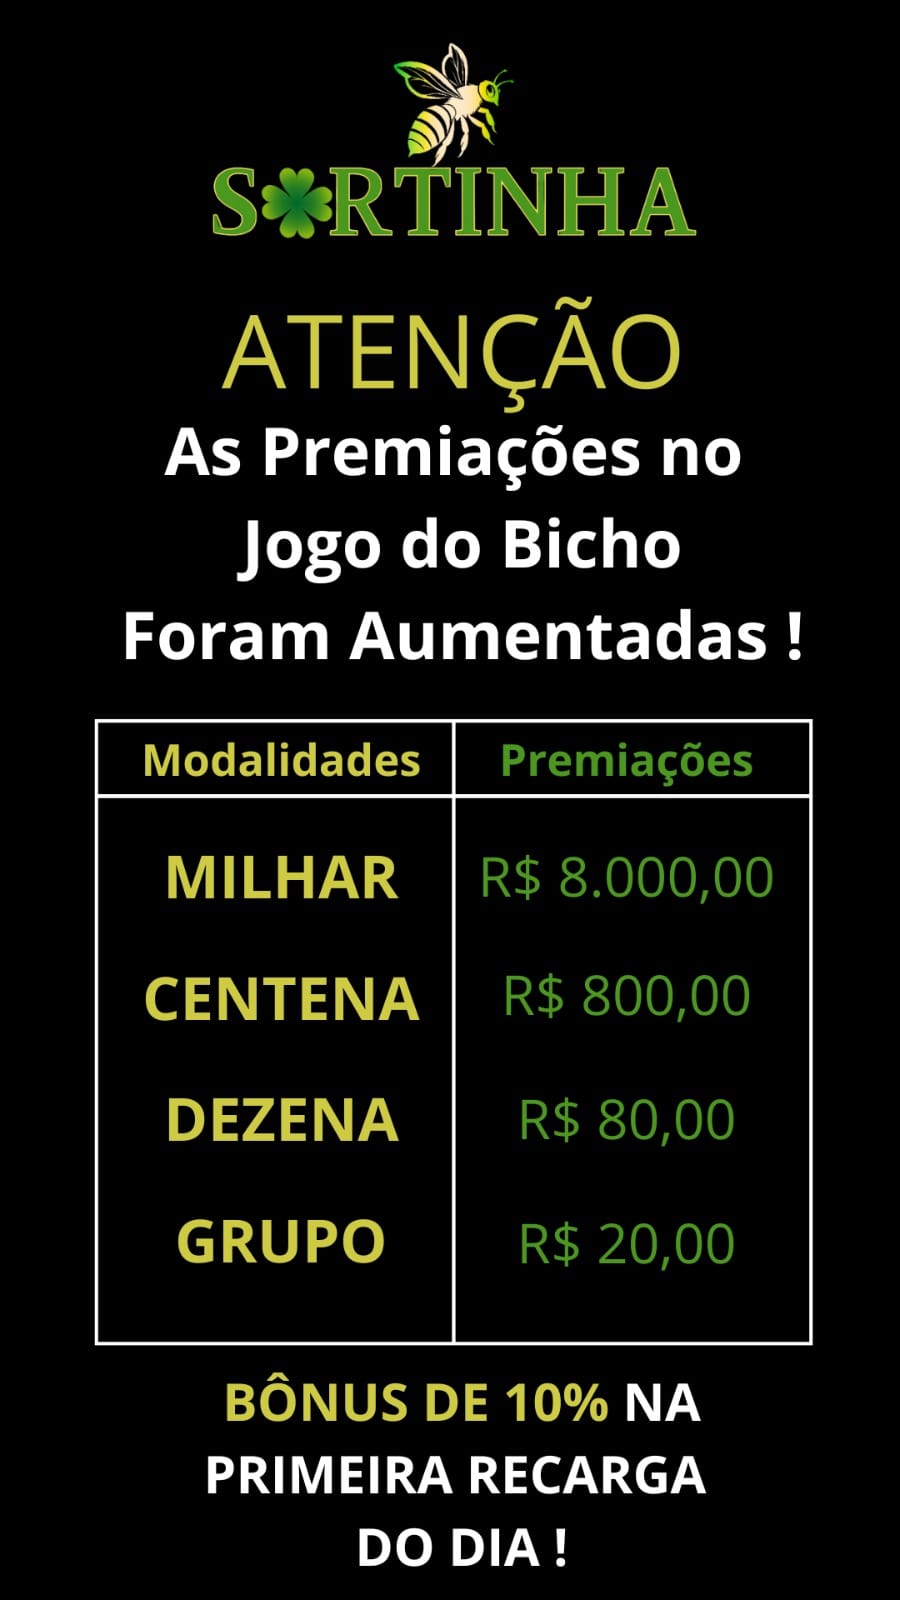 SORTINHA
ATENÇÃO
As Premiações no
Jogo do Bicho
Foram Aumentadas !
Modalidades Premiações
MILHAR R$ 8.000,00
CENTENA R$ 800,00
DEZENA R$ 80,00
GRUPO R$ 20,00
BÔNUS DE 10% NA
PRIMEIRA RECARGA
DO DIA !